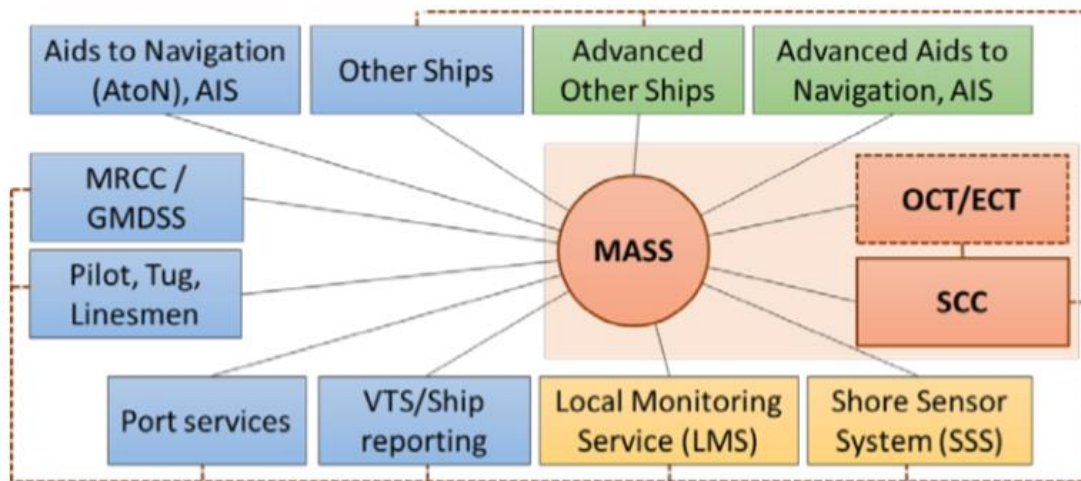 Aids to Navigation
(AtoN), AIS
Other Ships
Advanced
Other Ships
Advanced Aids to
Navigation, AIS
MRCC /
GMDSS
OCT/ECT
MASS
Pilot, Tug,
Linesmen
SCC
Port services
VTS/Ship
reporting
Local Monitoring
Service (LMS)
Shore Sensor
System (SSS)